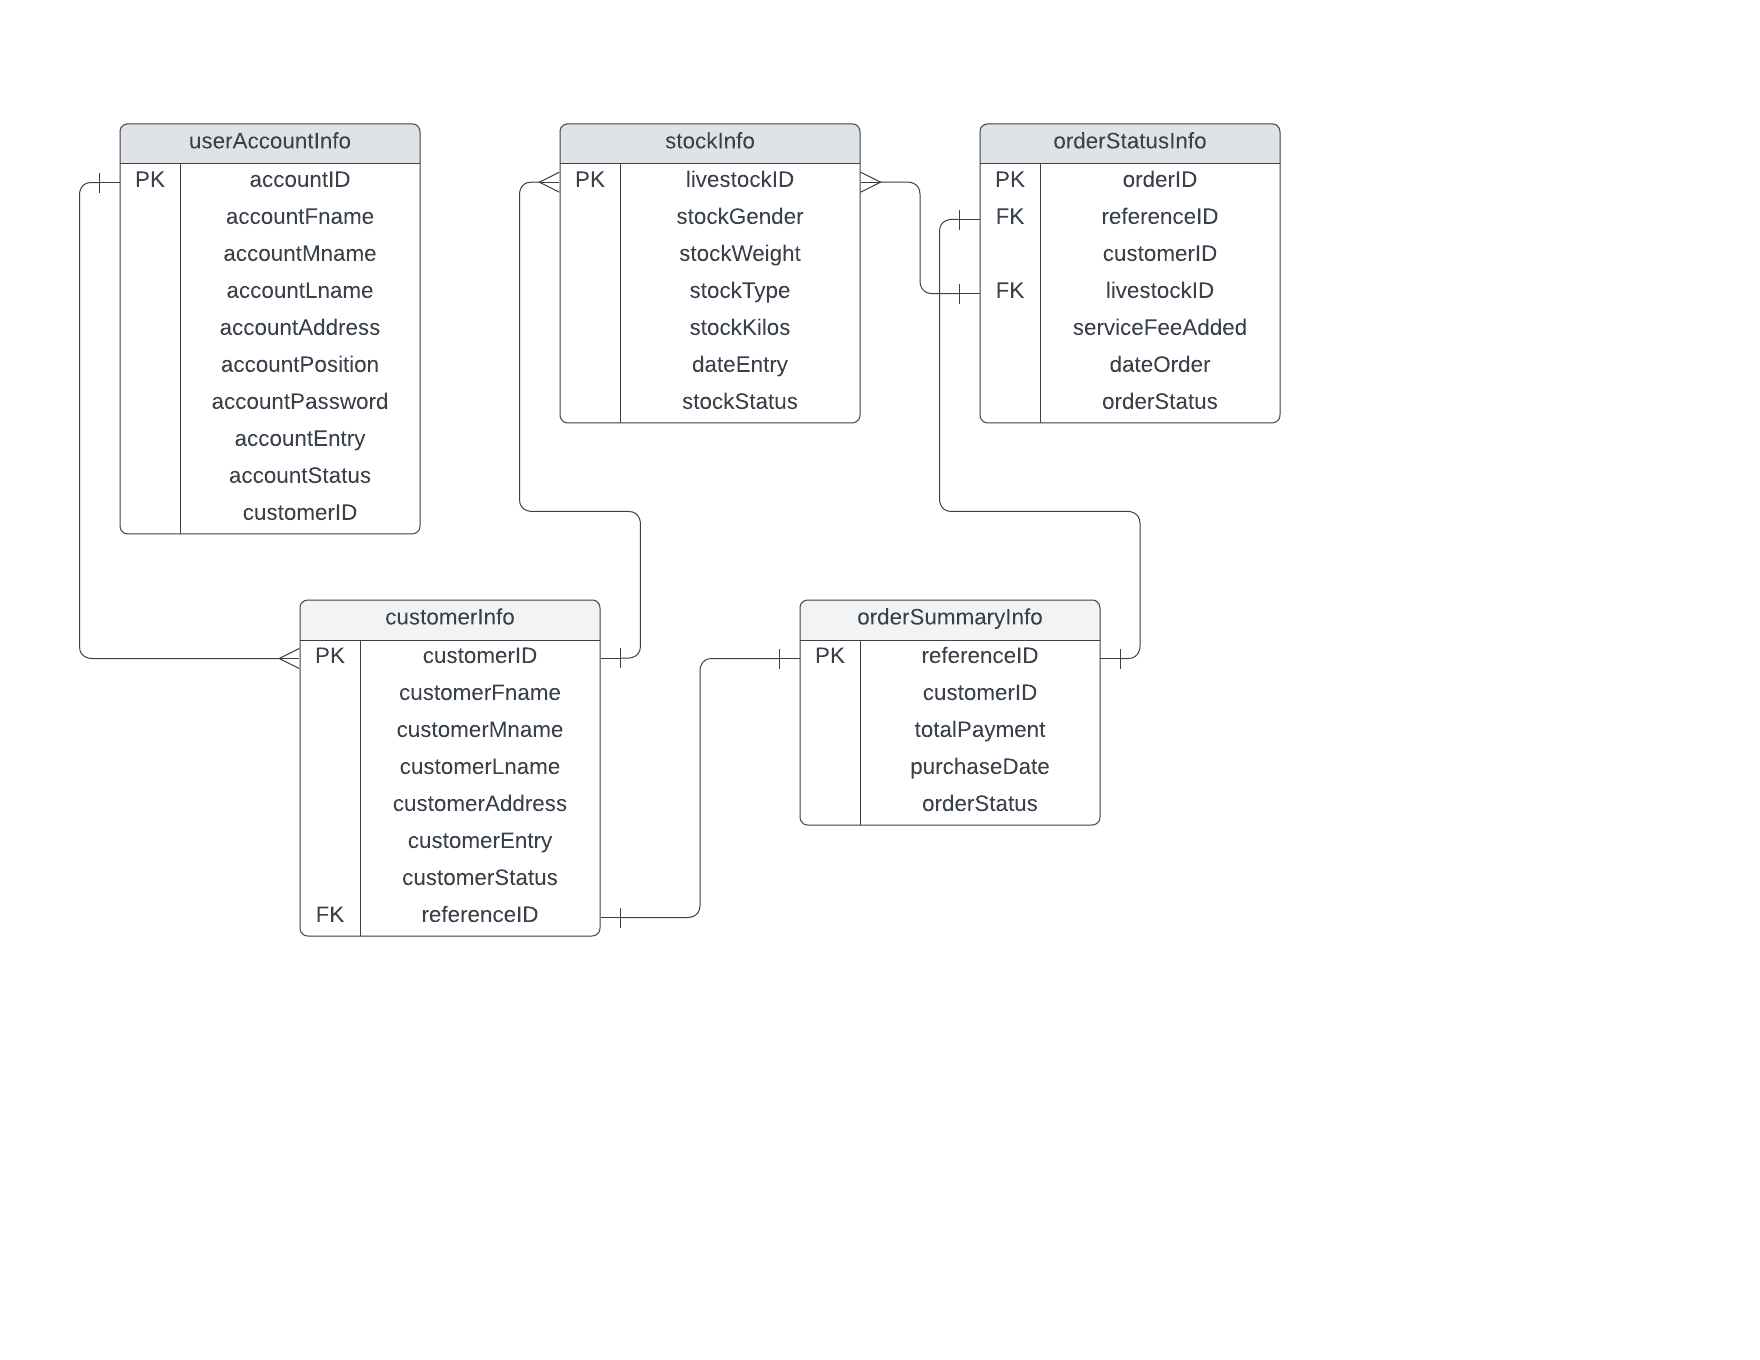 userAccountInfo
PK accountID
accountFname
accountMname
accountLname
accountAddress
accountPosition
accountPassword
accountEntry
accountStatus
customerID
stockInfo
PK livestockID
stockGender
stockWeight
stockType
stockKilos
dateEntry
stockStatus
orderStatusInfo
PK orderID
FK referenceID
customerID
FK livestockID
serviceFeeAdded
dateOrder
orderStatus
customerInfo
PK customerID
customerFname
customerMname
customerLname
customerAddress
customerEntry
customerStatus
FK referenceID
orderSummaryInfo
PK referenceID
customerID
totalPayment
purchaseDate
orderStatus